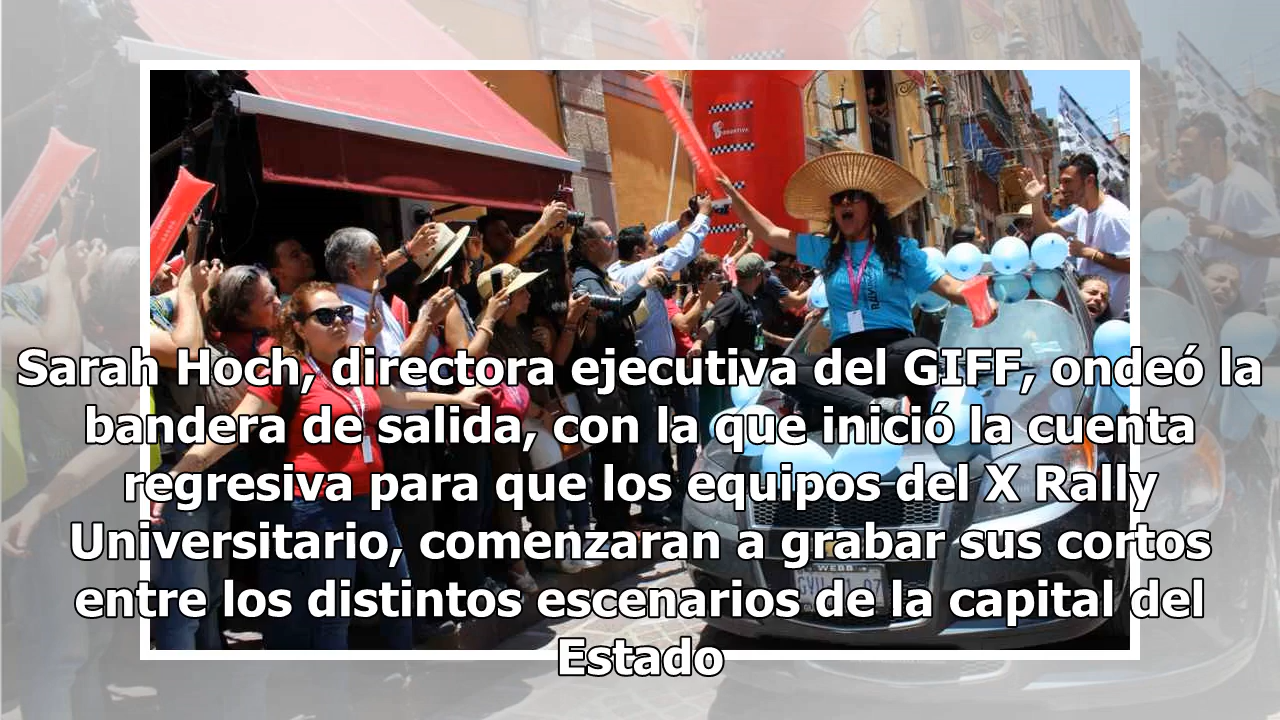 Sarah Hoch, directora ejecutiva del GIFF, ondeó la
bandera de salida, con la que inició la cuenta
regresiva para que los equipos del X Rally
Universitario, comenzaran a grabar sus cortos
entre los distintos escenarios de la capital del
Estado
WEBB